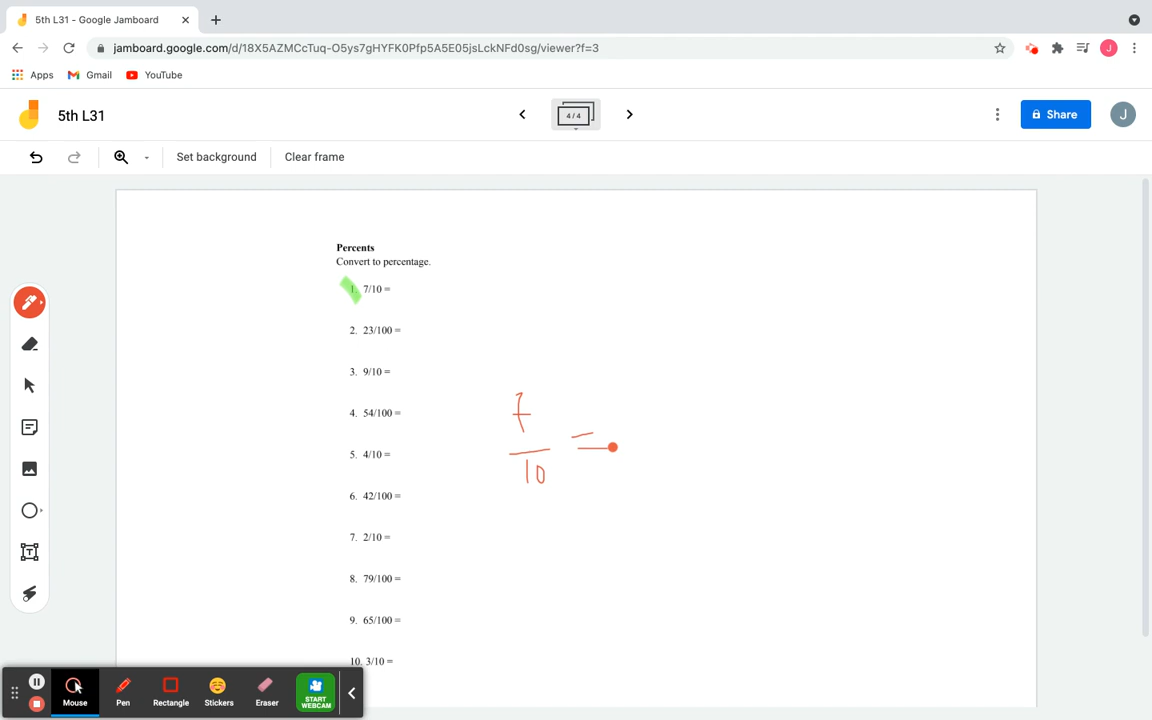 5th L31 - Google Jamboard
jamboard.google.com/d/18X5AZMCcTuq-O5ys7gHYFK0Pfp5A5E05jsLckNFd0sg/viewer?f=3
J
Apps
Gmail
YouTube
5th L31
4 / 4
Share
J
Set background
Clear frame
Percents
Convert to percentage.
1. 7/10 =
2. 23/100 =
3. 9/10 =
4. 54/100 =
5. 4/10 =
6. 42/100 =
7. 2/10 =
8. 79/100 =
9. 65/100 =
10. 3/10 =
7
10
=
Mouse
Pen
Rectangle
Stickers
Eraser
START
WEBCAM